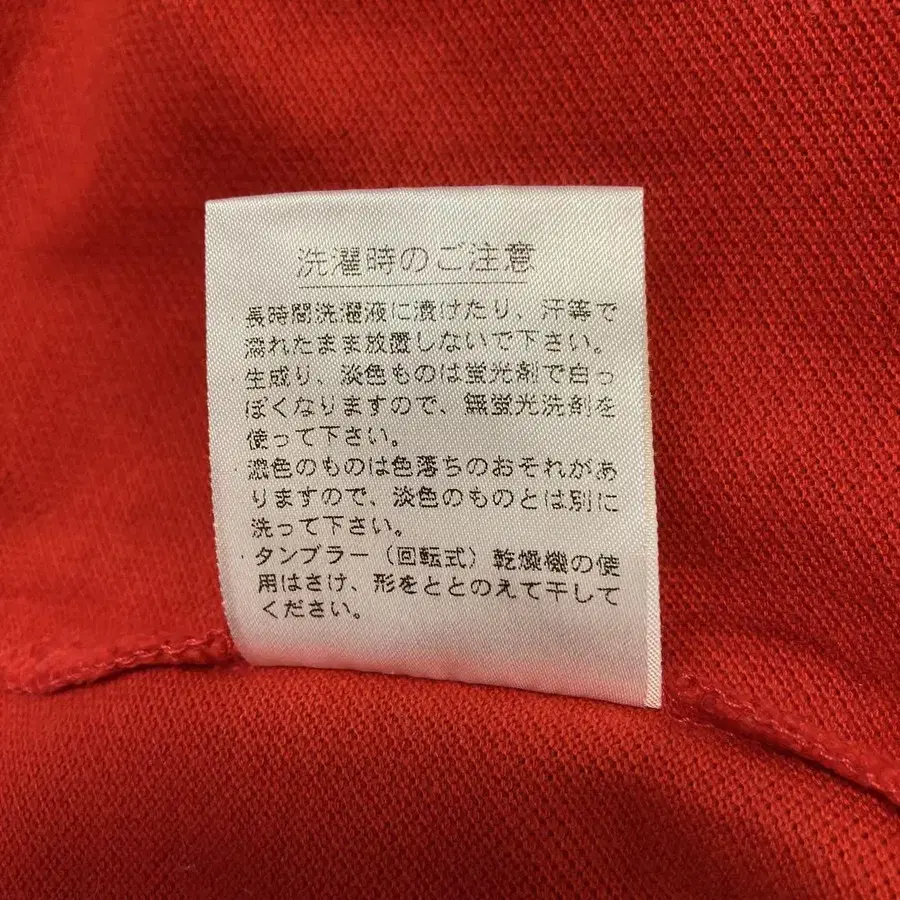 洗濯時のご注意
・長時間洗濯液に漬けたり、汗等で
濡れたまま放置しないで下さい。
・生成り、淡色ものは蛍光剤で白っ
ぽくなりますので、無蛍光洗剤を
使って下さい。
・濃色のものは色落ちのおそれがあ
りますので、淡色のものとは別に
洗って下さい。
・タンブラー（回転式）乾燥機の使
用はさけ、形をととのえて干して
ください。